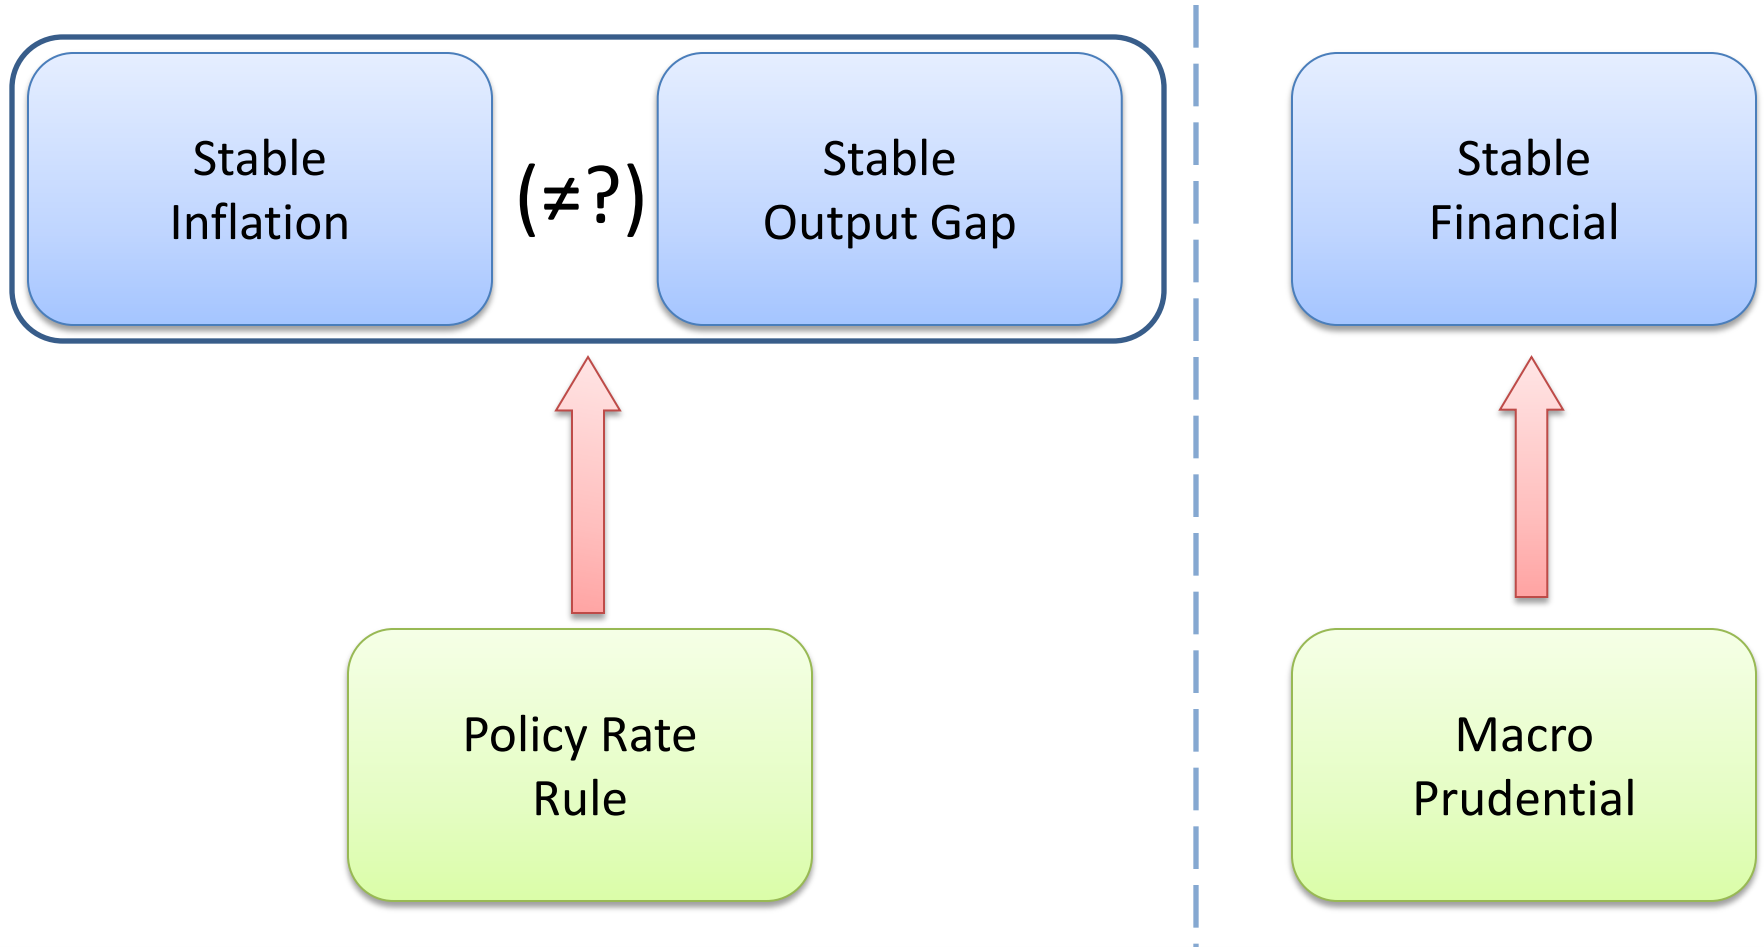 Stable
Inflation
(≠?)
Stable
Output Gap
Stable
Financial
Policy Rate
Rule
Macro
Prudential